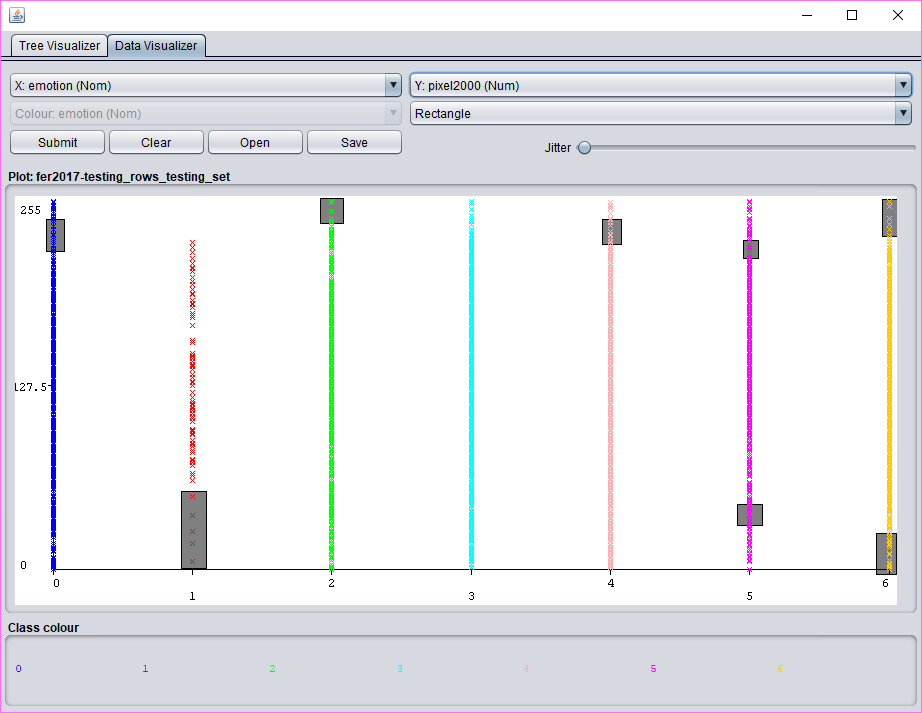 Tree Visualizer Data Visualizer
X: emotion (Nom) Y: pixel2000 (Num)
Colour: emotion (Nom) Rectangle
Submit Clear Open Save Jitter
Plot: fer2017-testing_rows_testing_set
255
127.5
0
0 2 4 6
1 3 5
Class colour
0 1 2 3 4 5 6